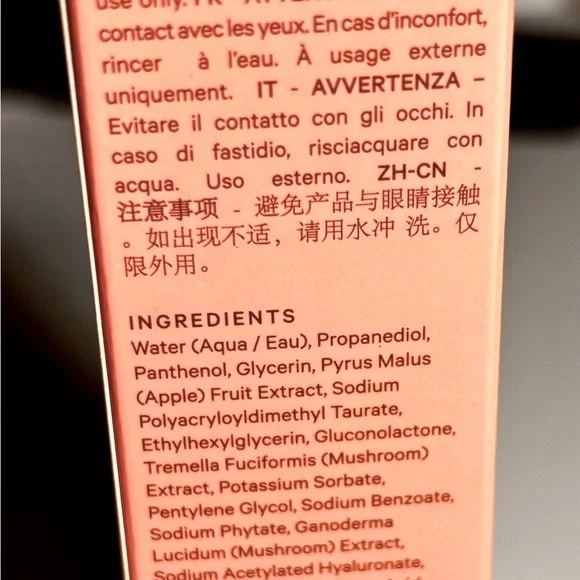 use only. FR - AVVE
contact avec les yeux. En cas d'inconfort,
rincer à l'eau. À usage externe
uniquement. IT - AVVERTENZA –
Evitare il contatto con gli occhi. In
caso di fastidio, risciacquare con
acqua. Uso esterno. ZH-CN -
注意事项 - 避免产品与眼睛接触
。如出现不适，请用水冲 洗。仅
限外用。
INGREDIENTS
Water (Aqua / Eau), Propanediol,
Panthenol, Glycerin, Pyrus Malus
(Apple) Fruit Extract, Sodium
Polyacryloyldimethyl Taurate,
Ethylhexylglycerin, Gluconolactone,
Tremella Fuciformis (Mushroom)
Extract, Potassium Sorbate,
Pentylene Glycol, Sodium Benzoate,
Sodium Phytate, Ganoderma
Lucidum (Mushroom) Extract,
Sodium Acetylated Hyaluronate,